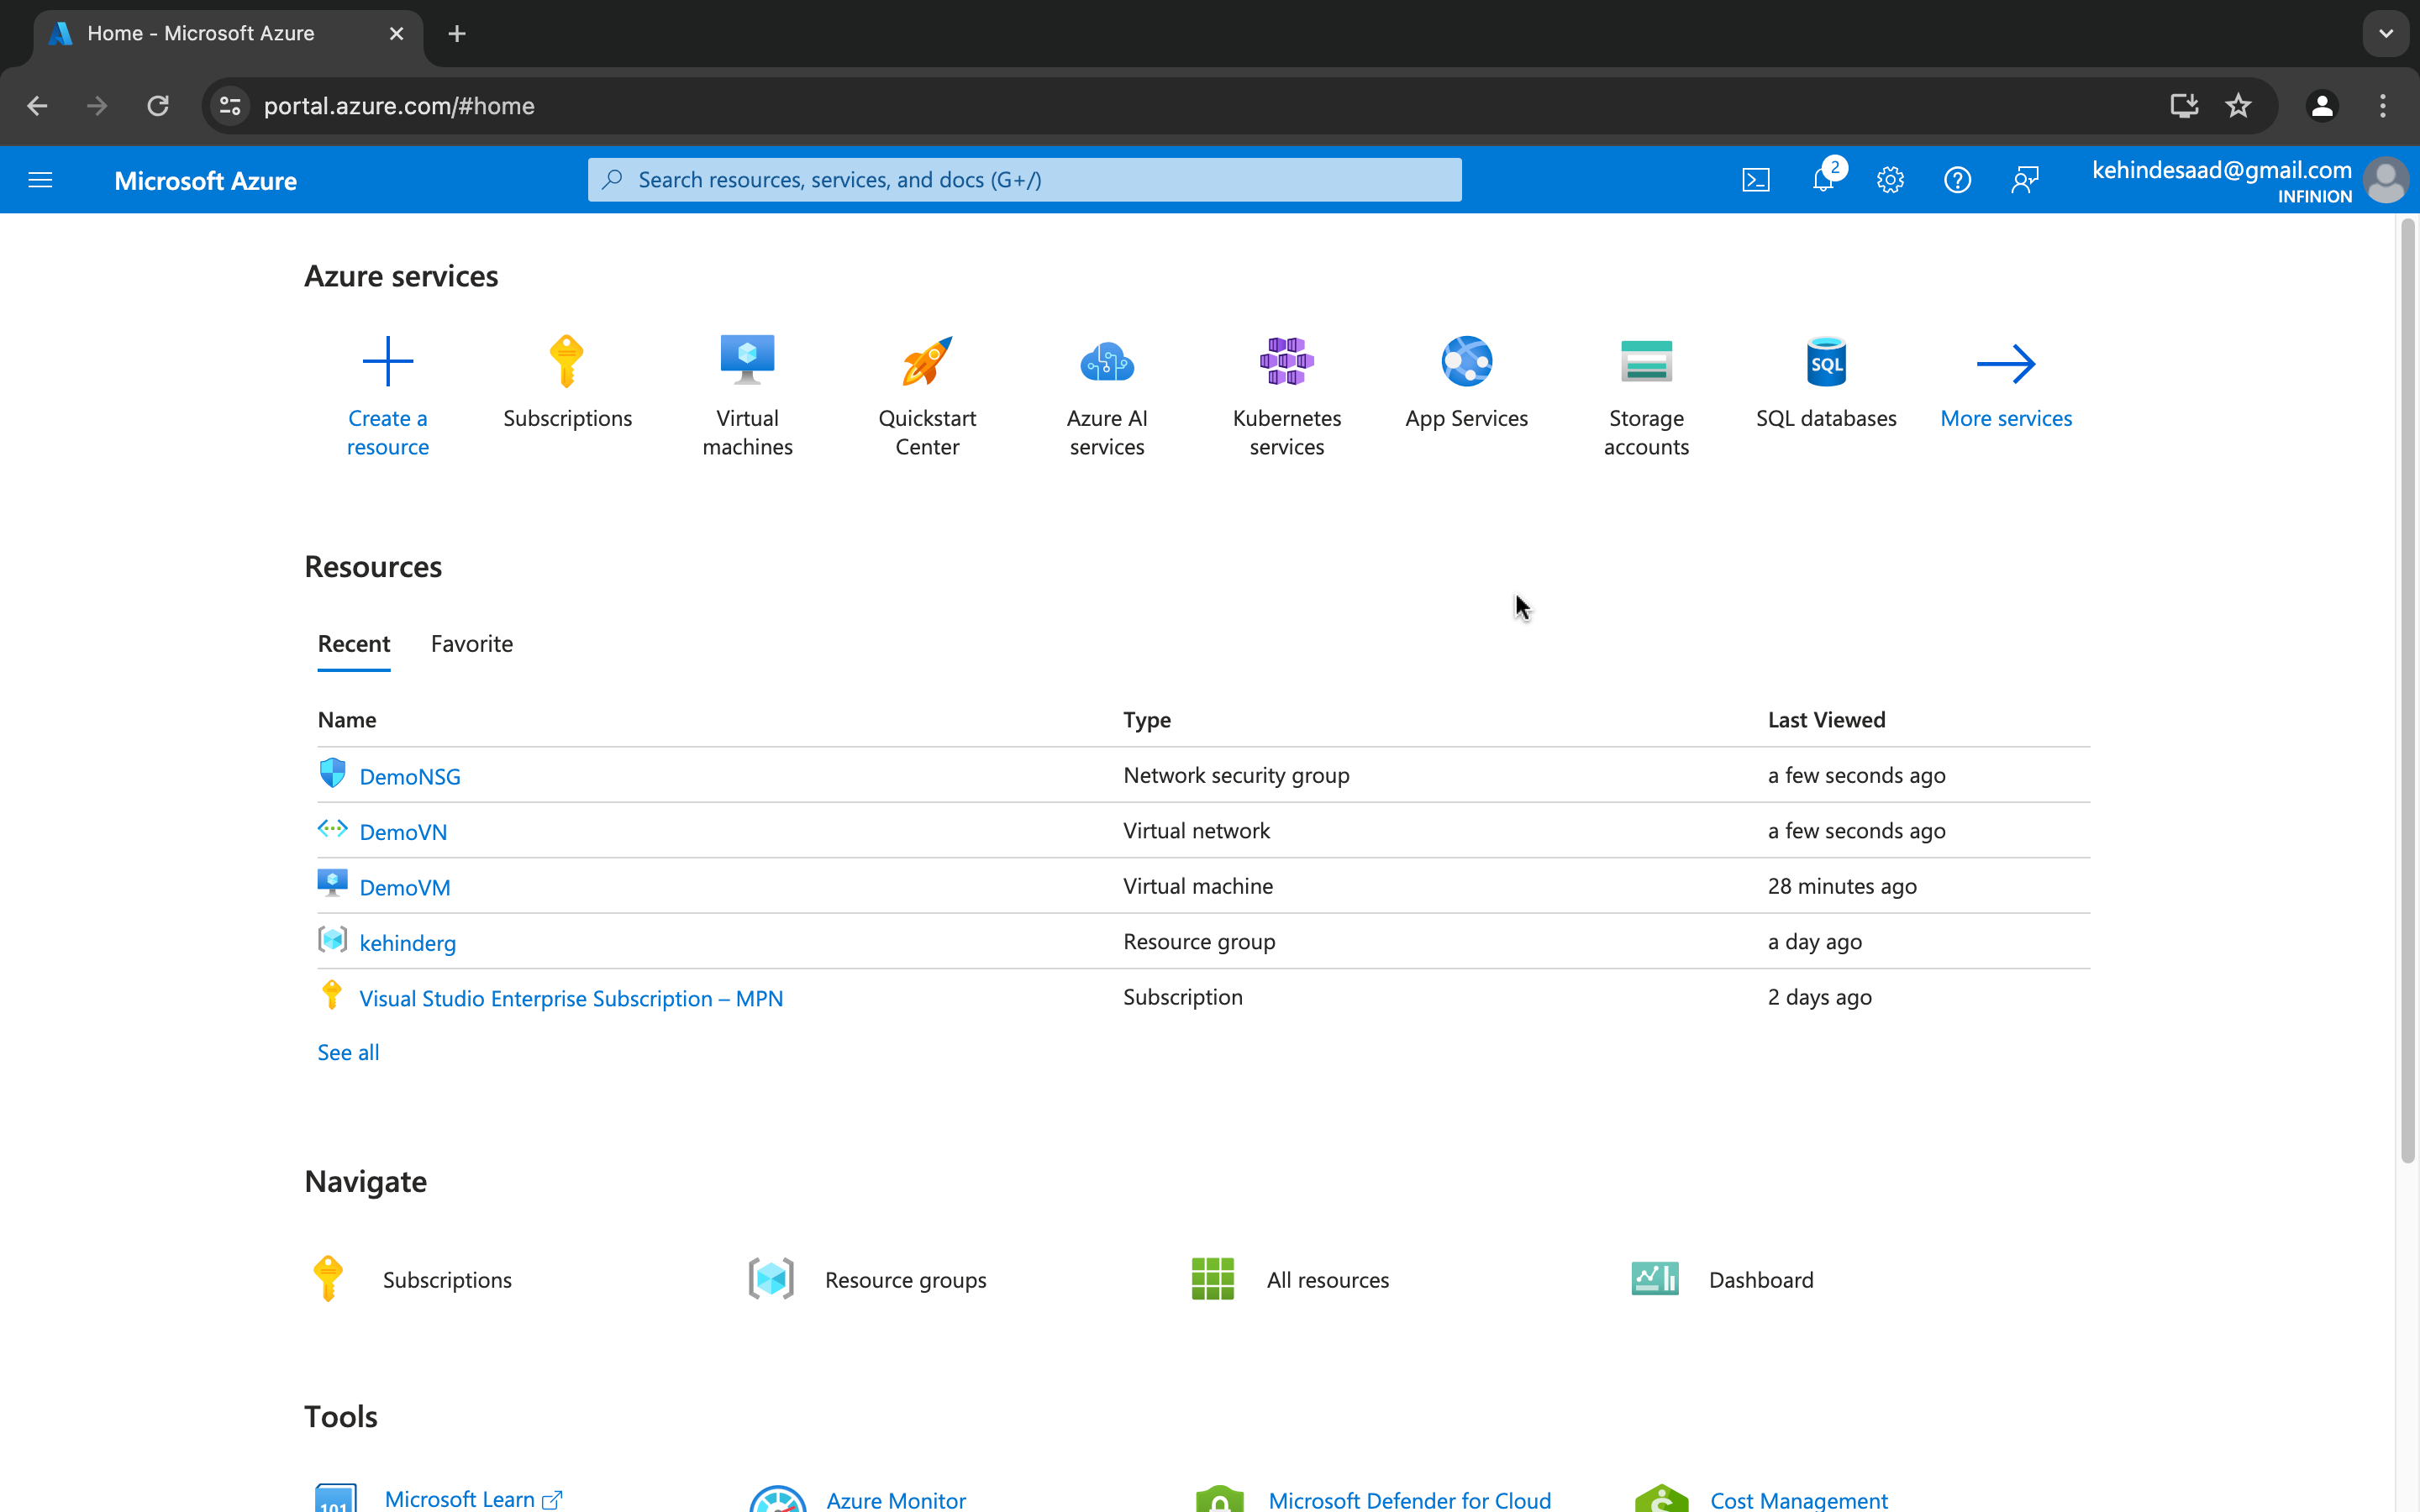 Home - Microsoft Azure
portal.azure.com/#home
Microsoft Azure
Search resources, services, and docs (G+/)
2
kehindesaad@gmail.com
INFINION
Azure services
Create a
resource
Subscriptions
Virtual
machines
Quickstart
Center
Azure AI
services
Kubernetes
services
App Services
Storage
accounts
SQL
SQL databases
More services
Resources
Recent
Favorite
Name
Type
Last Viewed
DemoNSG
Network security group
a few seconds ago
DemoVN
Virtual network
a few seconds ago
DemoVM
Virtual machine
28 minutes ago
kehinderg
Resource group
a day ago
Visual Studio Enterprise Subscription – MPN
Subscription
2 days ago
See all
Navigate
Subscriptions
Resource groups
All resources
Dashboard
Tools
101
Microsoft Learn
Azure Monitor
Microsoft Defender for Cloud
Cost Management